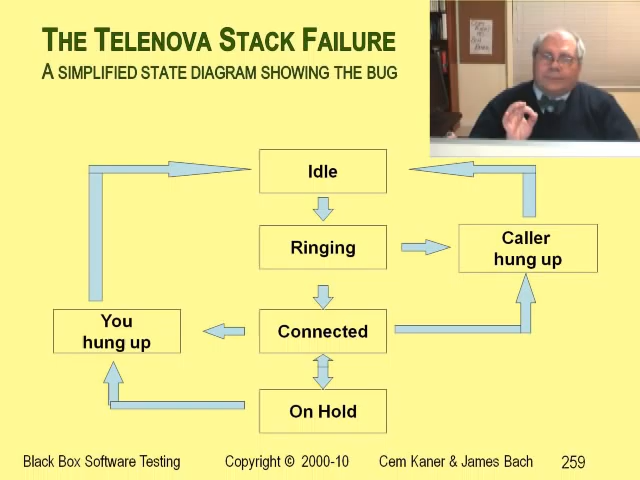 THE TELENOVA STACK FAILURE
A SIMPLIFIED STATE DIAGRAM SHOWING THE BUG
Idle
Ringing
Caller
hung up
You
hung up
Connected
On Hold
Black Box Software Testing
Copyright © 2000-10
Cem Kaner & James Bach
259